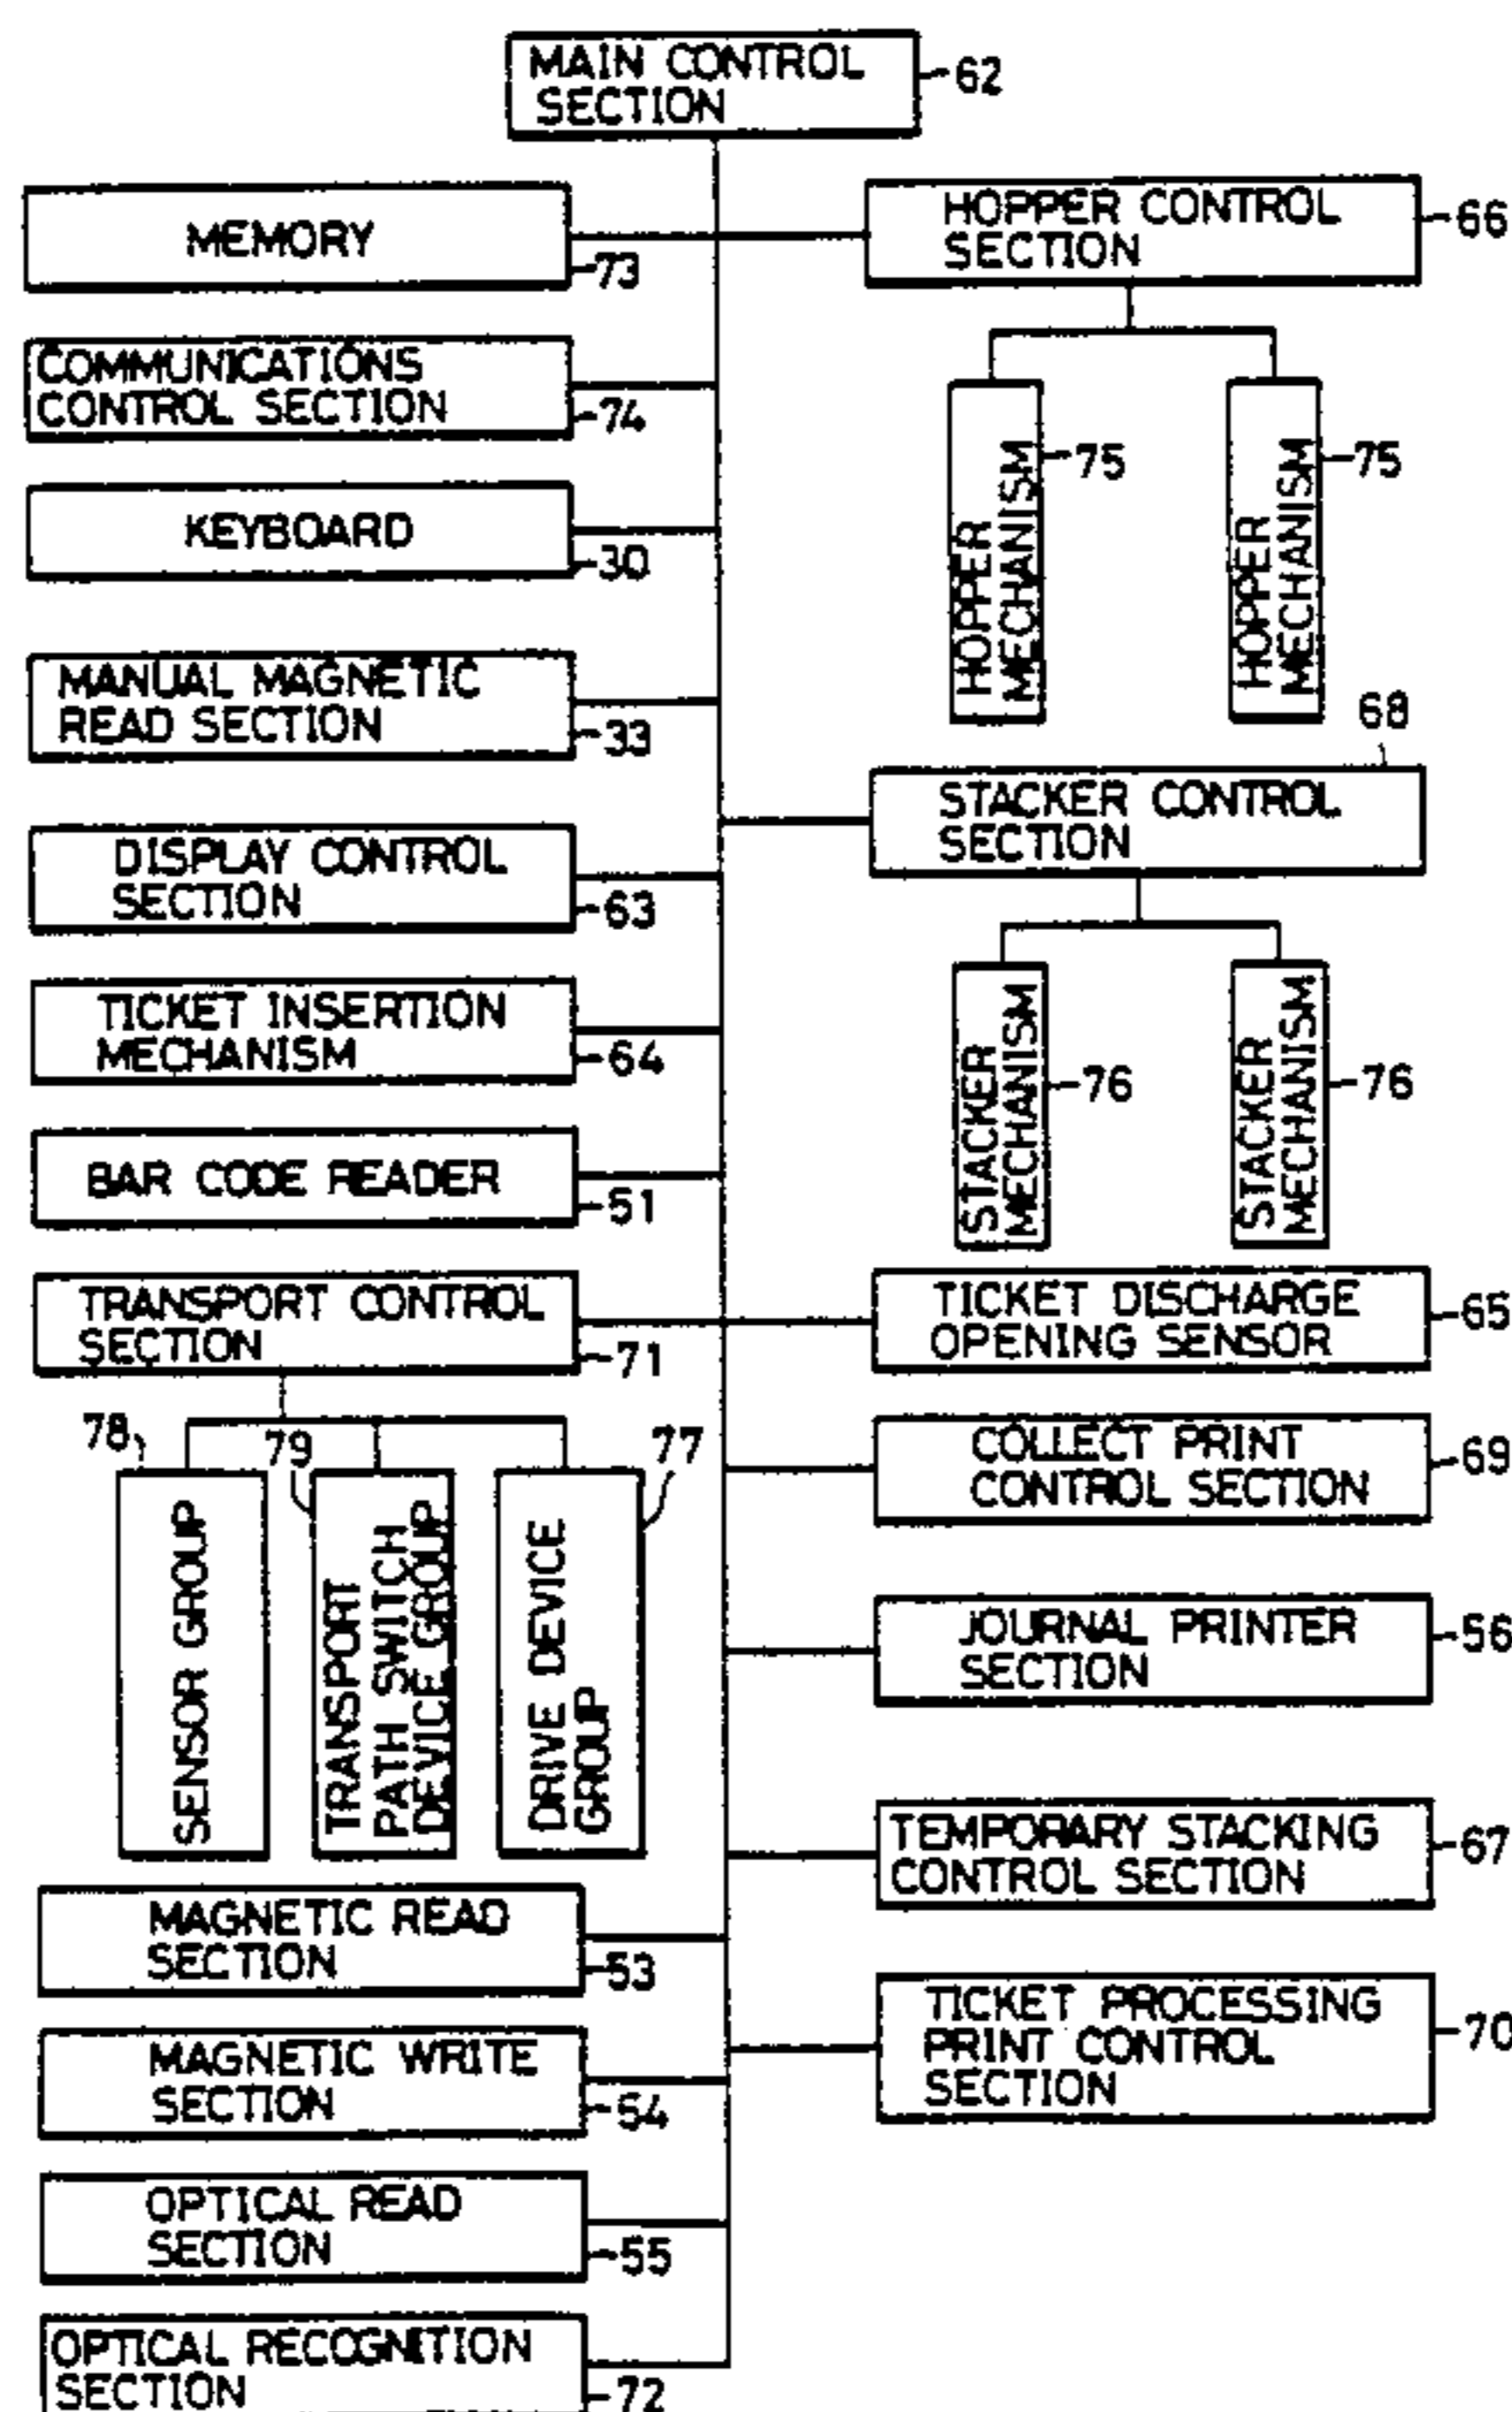 MAIN CONTROL
SECTION
62
MEMORY
73
HOPPER CONTROL
SECTION
66
COMMUNICATIONS
CONTROL SECTION
74
HOPPER
MECHANISM
75
HOPPER
MECHANISM
75
KEYBOARD
30
MANUAL MAGNETIC
READ SECTION
33
68
STACKER CONTROL
SECTION
DISPLAY CONTROL
SECTION
63
STACKER
MECHANISM
76
STACKER
MECHANISM
76
TICKET INSERTION
MECHANISM
64
BAR CODE READER
51
TRANSPORT CONTROL
SECTION
71
TICKET DISCHARGE
OPENING SENSOR
65
78
SENSOR GROUP
79
TRANSPORT
PATH SWITCH
DEVICE GROUP
77
DRIVE DEVICE
GROUP
COLLECT PRINT
CONTROL SECTION
69
JOURNAL PRINTER
SECTION
56
TEMPORARY STACKING
CONTROL SECTION
67
MAGNETIC READ
SECTION
53
TICKET PROCESSING
PRINT CONTROL
SECTION
70
MAGNETIC WRITE
SECTION
54
OPTICAL READ
SECTION
55
OPTICAL RECOGNITION
SECTION
72